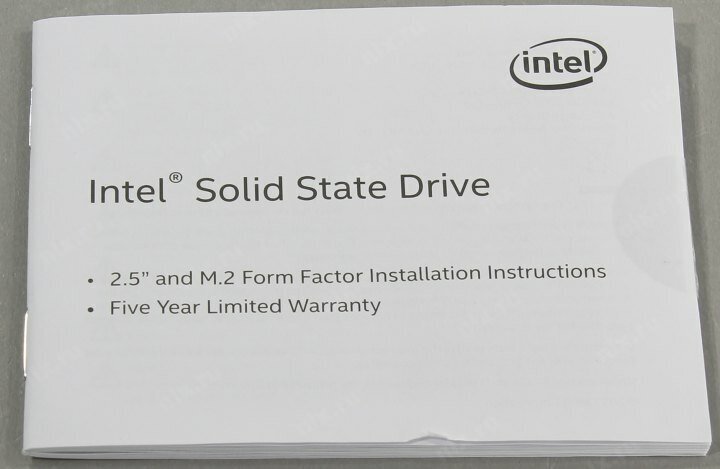 intel
Intel® Solid State Drive
• 2.5” and M.2 Form Factor Installation Instructions
• Five Year Limited Warranty